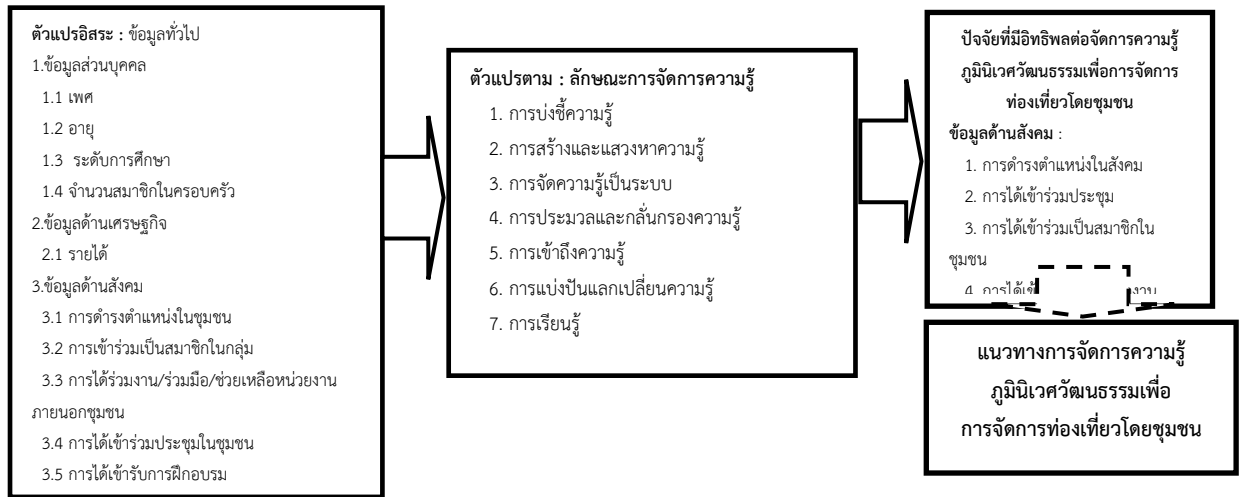 ตัวแปรอิสระ : ข้อมูลทั่วไป
1.ข้อมูลส่วนบุคคล
1.1 เพศ
1.2 อายุ
1.3 ระดับการศึกษา
1.4 จำนวนสมาชิกในครอบครัว
2.ข้อมูลด้านเศรษฐกิจ
2.1 รายได้
3.ข้อมูลด้านสังคม
3.1 การดำรงตำแหน่งในชุมชน
3.2 การเข้าร่วมเป็นสมาชิกในกลุ่ม
3.3 การได้ร่วมงาน/ร่วมมือ/ช่วยเหลือหน่วยงาน
ภายนอกชุมชน
3.4 การได้เข้าร่วมประชุมในชุมชน
3.5 การได้เข้ารับการฝึกอบรม
ตัวแปรตาม : ลักษณะการจัดการความรู้
1. การบ่งชี้ความรู้
2. การสร้างและแสวงหาความรู้
3. การจัดความรู้เป็นระบบ
4. การประมวลและกลั่นกรองความรู้
5. การเข้าถึงความรู้
6. การแบ่งปันแลกเปลี่ยนความรู้
7. การเรียนรู้
ปัจจัยที่มีอิทธิพลต่อจัดการความรู้
ภูมินิเวศวัฒนธรรมเพื่อการจัดการ
ท่องเที่ยวโดยชุมชน
ข้อมูลด้านสังคม :
1. การดำรงตำแหน่งในสังคม
2. การได้เข้าร่วมประชุม
3. การได้เข้าร่วมเป็นสมาชิกใน
ชุมชน
4. การได้เข้ งาน
แนวทางการจัดการความรู้
ภูมินิเวศวัฒนธรรมเพื่อ
การจัดการท่องเที่ยวโดยชุมชน